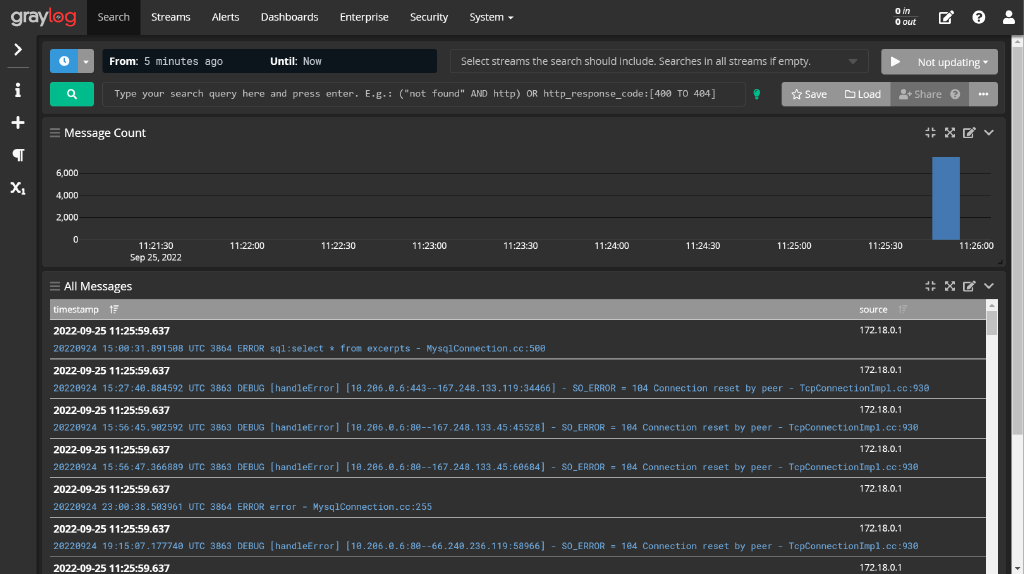 graylog Search Streams Alerts Dashboards Enterprise Security System 0 in
0 out
From: 5 minutes ago Until: Now Select streams the search should include. Searches in all streams if empty. Not updating
Type your search query here and press enter. E.g.: ("not found" AND http) OR http_response_code:[400 TO 404] Save Load Share
Message Count
6,000
4,000
2,000
0
11:21:30 11:22:00 11:22:30 11:23:00 11:23:30 11:24:00 11:24:30 11:25:00 11:25:30 11:26:00
Sep 25, 2022
All Messages
timestamp source
2022-09-25 11:25:59.637 172.18.0.1
20220924 15:00:31.891508 UTC 3864 ERROR sql:select * from excerpts - MysqlConnection.cc:500
2022-09-25 11:25:59.637 172.18.0.1
20220924 15:27:40.884592 UTC 3863 DEBUG [handleError] [10.206.0.6:443--167.248.133.119:34466] - SO_ERROR = 104 Connection reset by peer - TcpConnectionImpl.cc:930
2022-09-25 11:25:59.637 172.18.0.1
20220924 15:56:45.902592 UTC 3863 DEBUG [handleError] [10.206.0.6:80--167.248.133.45:45528] - SO_ERROR = 104 Connection reset by peer - TcpConnectionImpl.cc:930
2022-09-25 11:25:59.637 172.18.0.1
20220924 15:56:47.366889 UTC 3863 DEBUG [handleError] [10.206.0.6:80--167.248.133.45:60684] - SO_ERROR = 104 Connection reset by peer - TcpConnectionImpl.cc:930
2022-09-25 11:25:59.637 172.18.0.1
20220924 23:00:38.503961 UTC 3864 ERROR error - MysqlConnection.cc:255
2022-09-25 11:25:59.637 172.18.0.1
20220924 19:15:07.177740 UTC 3863 DEBUG [handleError] [10.206.0.6:80--66.240.236.119:58966] - SO_ERROR = 104 Connection reset by peer - TcpConnectionImpl.cc:930
2022-09-25 11:25:59.637 172.18.0.1